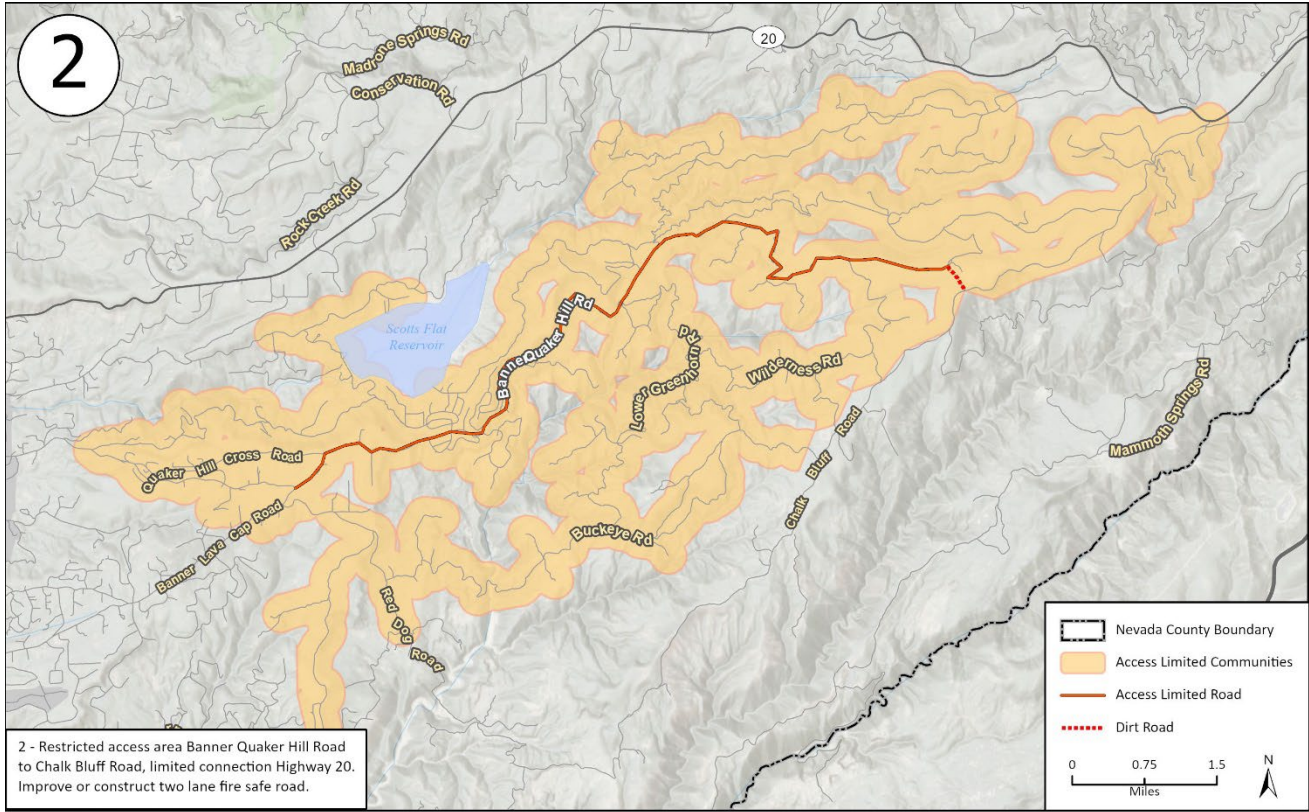 2
Madrone Springs Rd
Conservation Rd
20
Rock Creek Rd
Scotts Flat
Reservoir
Banner Quaker Hill Rd
Lower Greenhorn Rd
Wilderness Rd
Mammoth Springs Rd
Quaker Hill Cross Road
Chalk Bluff Road
Banner Lava Cap Road
Buckeye Rd
Red Dog Road
Nevada County Boundary
Access Limited Communities
Access Limited Road
Dirt Road
0 0.75 1.5
Miles
N
2 - Restricted access area Banner Quaker Hill Road
to Chalk Bluff Road, limited connection Highway 20.
Improve or construct two lane fire safe road.